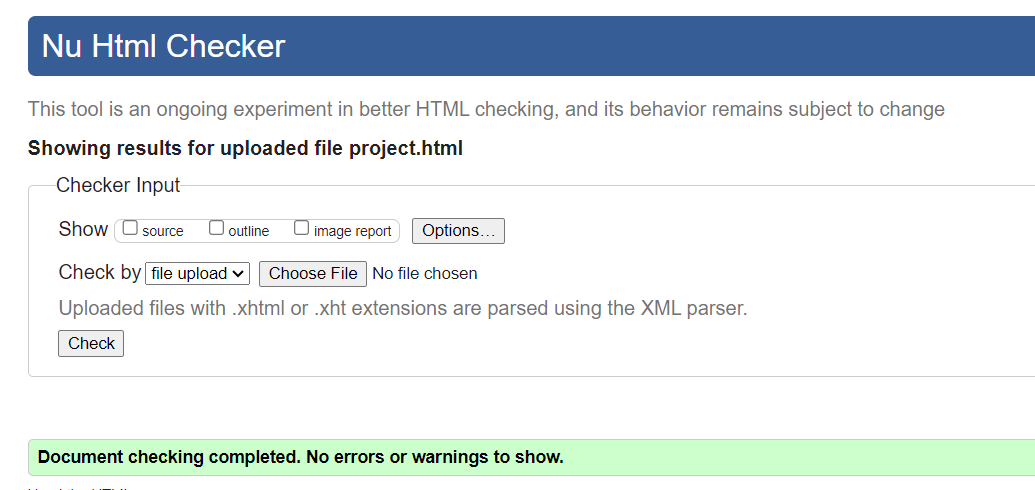 Nu Html Checker
This tool is an ongoing experiment in better HTML checking, and its behavior remains subject to change
Showing results for uploaded file project.html
Checker Input
Show source outline image report Options...
Check by file upload Choose File No file chosen
Uploaded files with .xhtml or .xht extensions are parsed using the XML parser.
Check
Document checking completed. No errors or warnings to show.